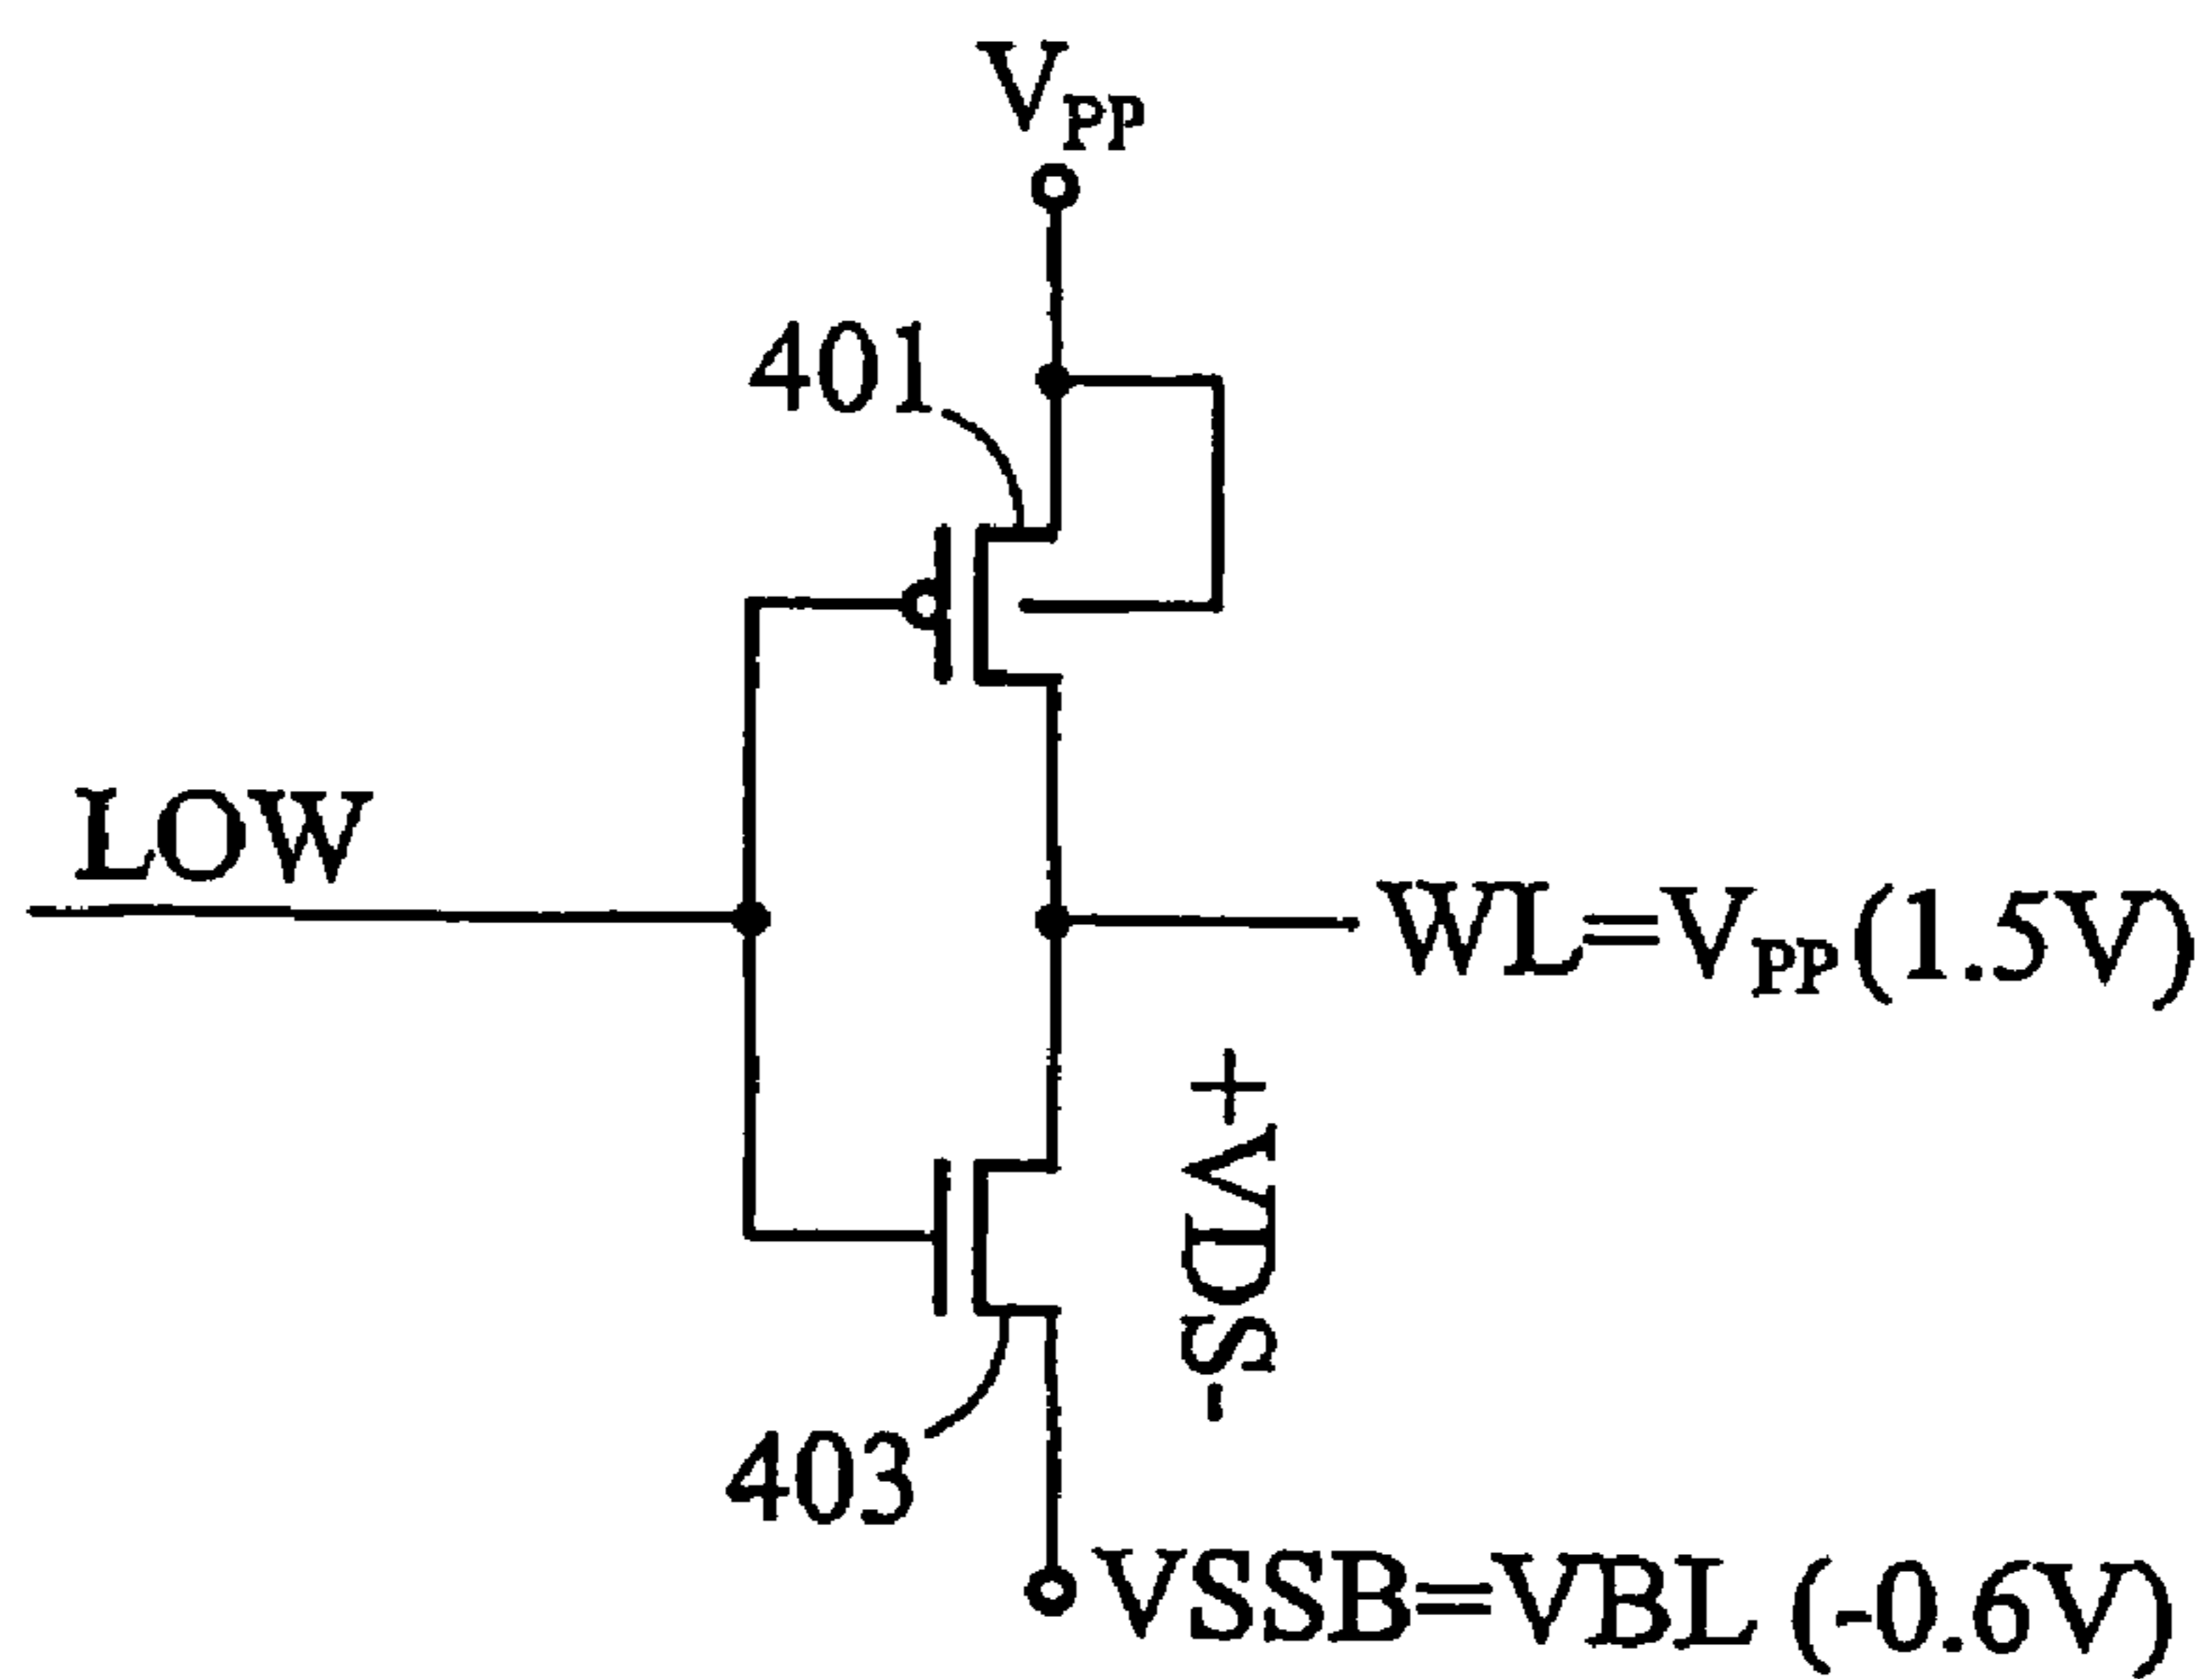 VPP
401
LOW
WL=VPP(1.5V)
+VDS-
403
VSSB=VBL (-0.6V)